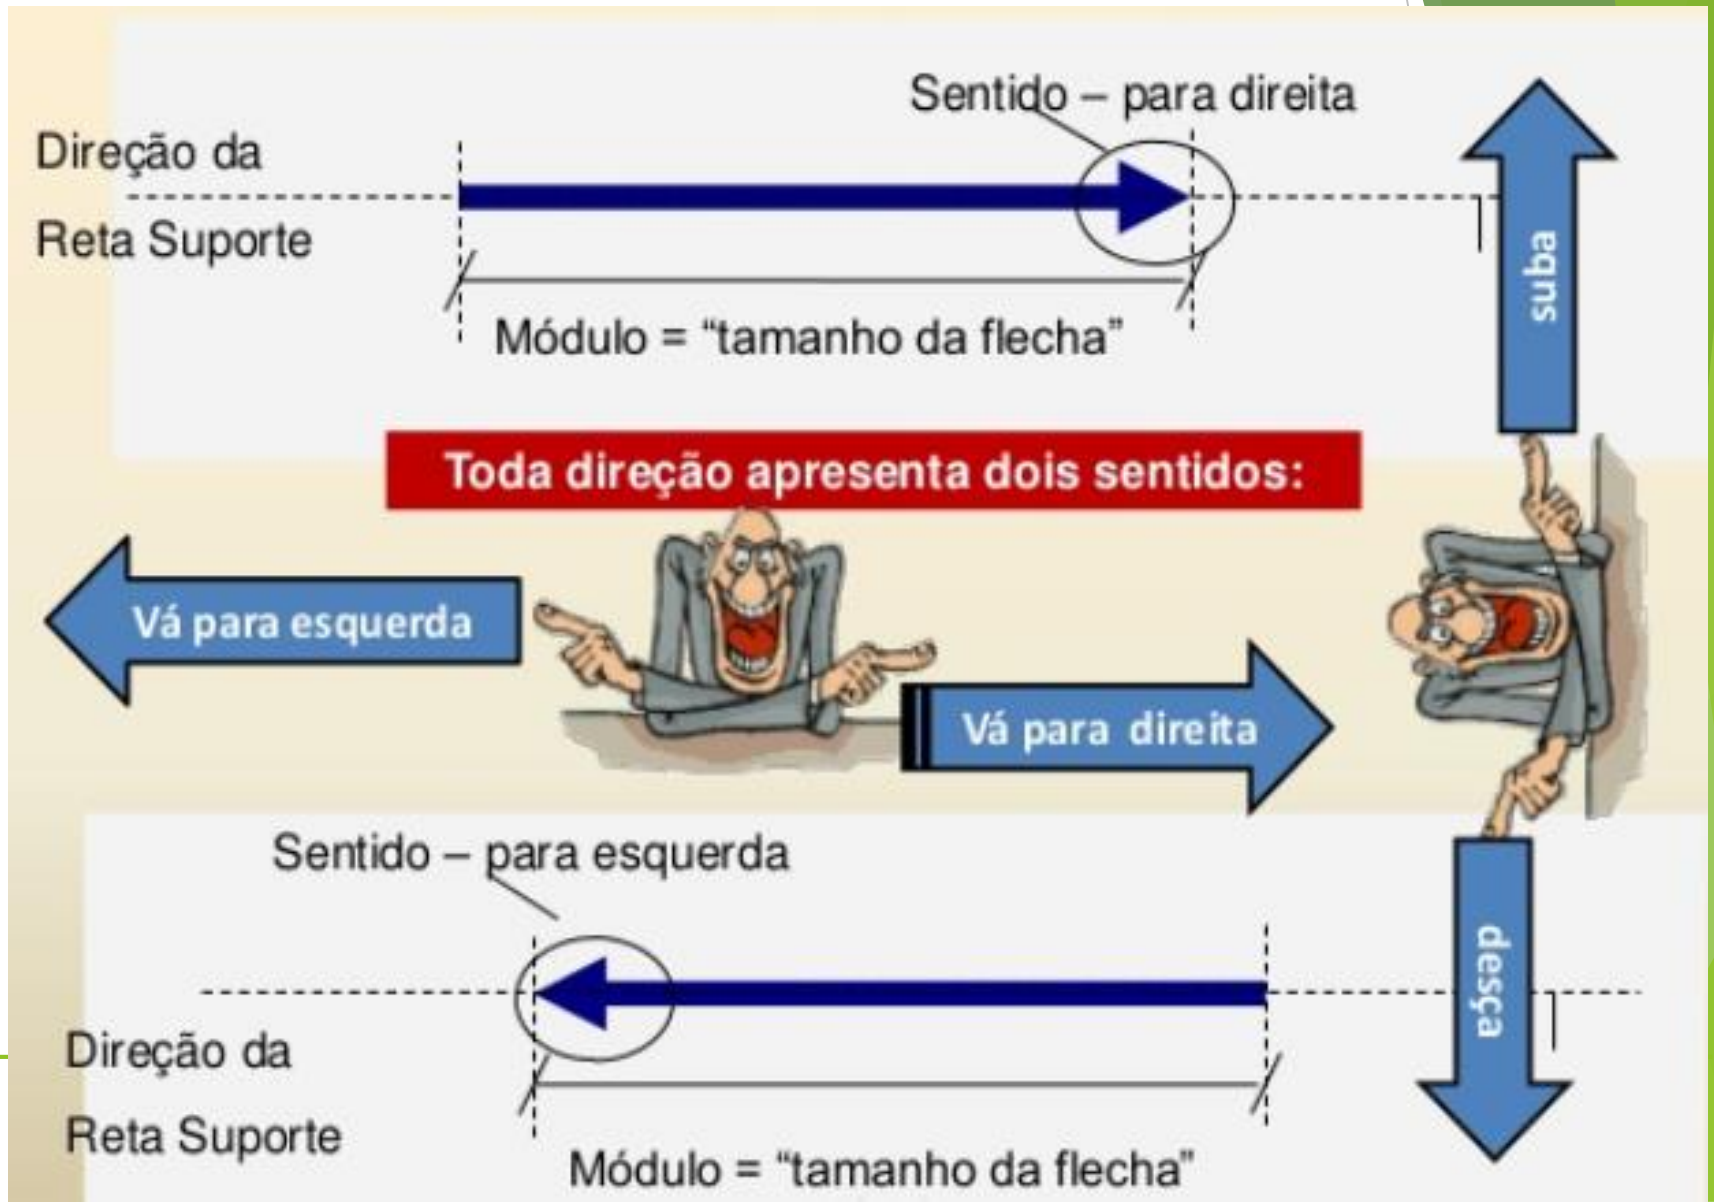 Sentido – para direita
Direção da
Reta Suporte
suba
Módulo = “tamanho da flecha”
Toda direção apresenta dois sentidos:
Vá para esquerda
Vá para direita
Sentido – para esquerda
desça
Direção da
Reta Suporte
Módulo = “tamanho da flecha”